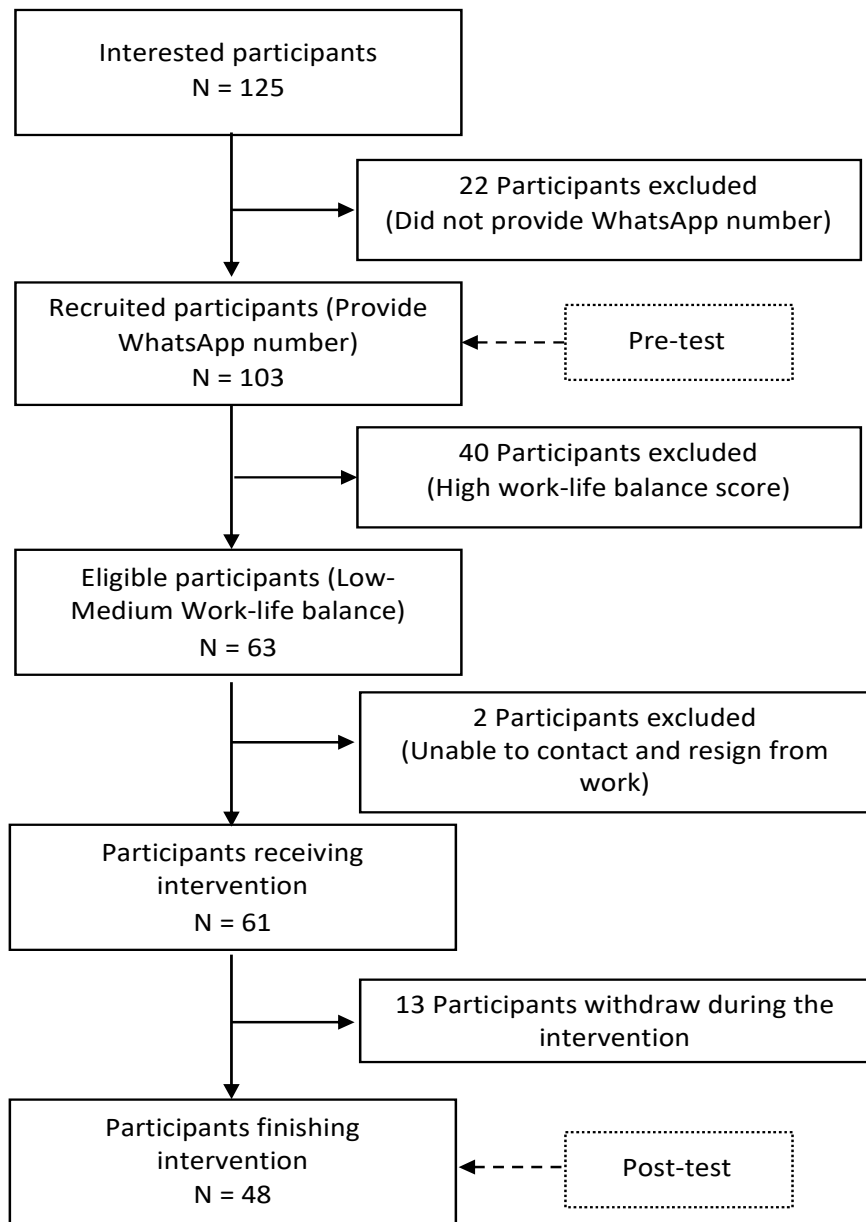 Interested participants
N = 125
22 Participants excluded
(Did not provide WhatsApp number)
Recruited participants (Provide
WhatsApp number)
N = 103
Pre-test
40 Participants excluded
(High work-life balance score)
Eligible participants (Low-
Medium Work-life balance)
N = 63
2 Participants excluded
(Unable to contact and resign from
work)
Participants receiving
intervention
N = 61
13 Participants withdraw during the
intervention
Participants finishing
intervention
N = 48
Post-test